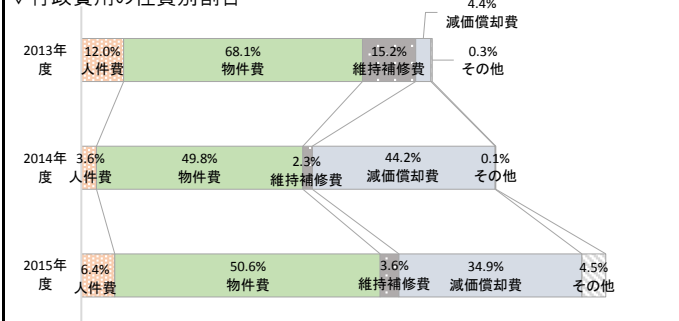 ▽行政費用の性質別割合
4.4%
減価償却費
2013年
度
12.0%
人件費
68.1%
物件費
15.2%
維持補修費
0.3%
その他
2014年
度
3.6%
人件費
49.8%
物件費
2.3%
維持補修費
44.2%
減価償却費
0.1%
その他
2015年
度
6.4%
人件費
50.6%
物件費
3.6%
維持補修費
34.9%
減価償却費
4.5%
その他